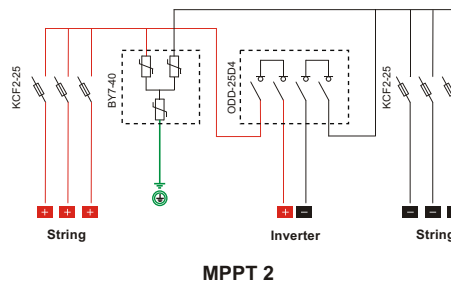 KCF2-25
BY7-40
ODD-25D4
KCF2-25
+ + +
+ −
− −
String
Inverter
String
MPPT 2